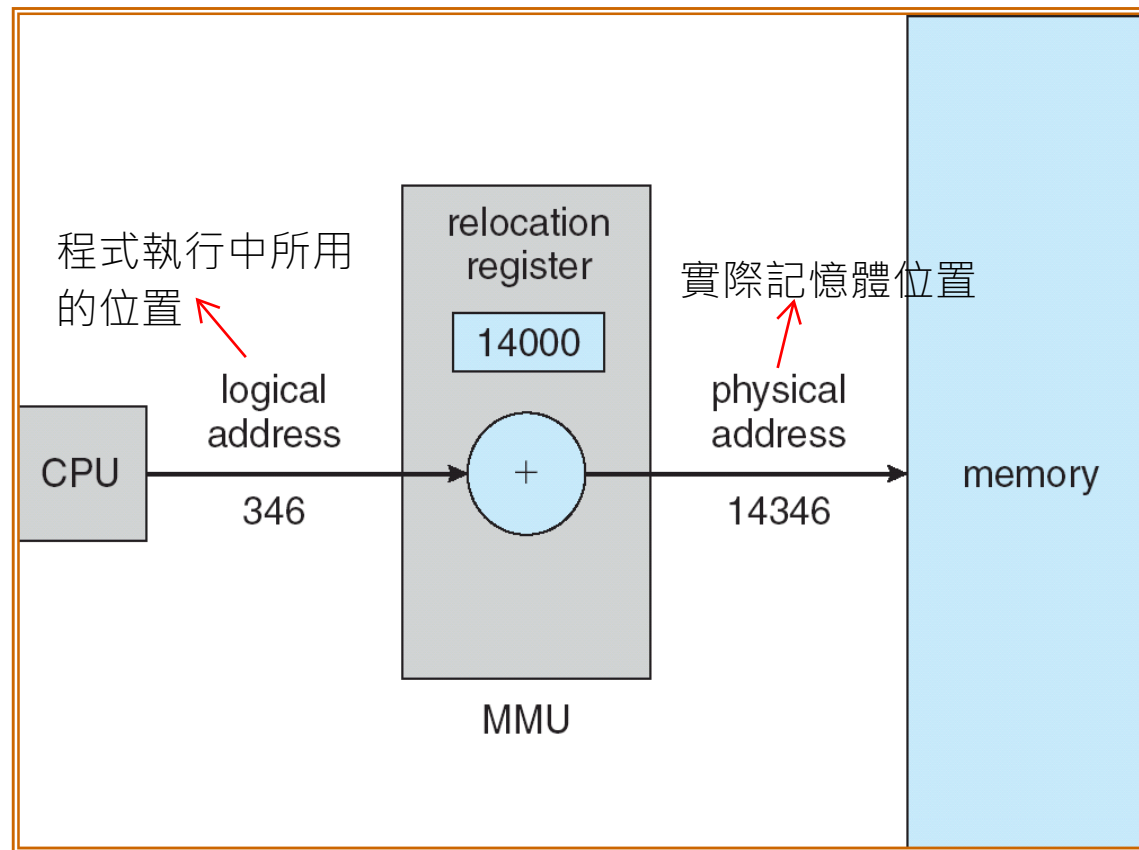 程式執行中所用
的位置
relocation
register
14000
實際記憶體位置
logical
address
physical
address
CPU
+
memory
346
14346
MMU